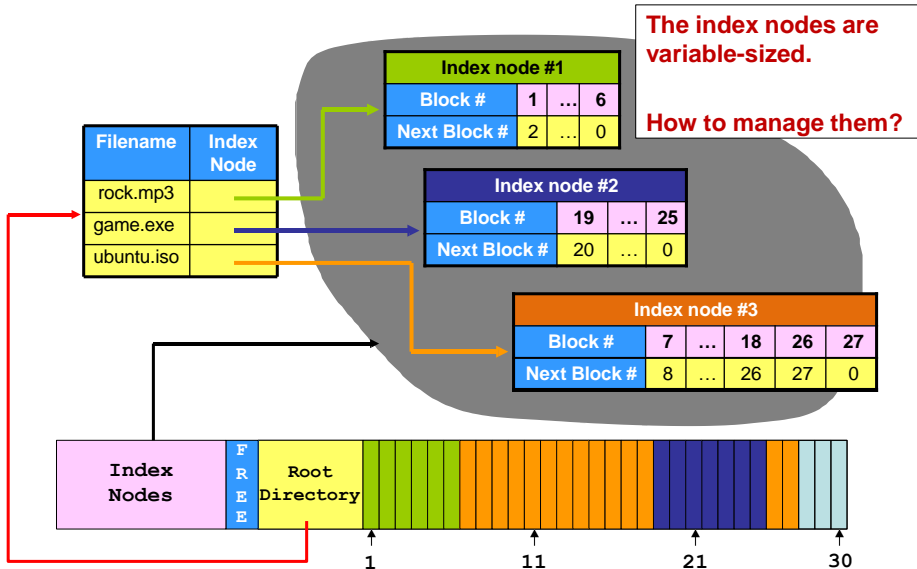 The index nodes are
variable-sized.
How to manage them?
Index node #1
Block # 1 ... 6
Next Block # 2 ... 0
Filename Index
Node
rock.mp3
game.exe
ubuntu.iso
Index node #2
Block # 19 ... 25
Next Block # 20 ... 0
Index node #3
Block # 7 ... 18 26 27
Next Block # 8 ... 26 27 0
Index
Nodes
F
R
E
E
Root
Directory
1 11 21 30